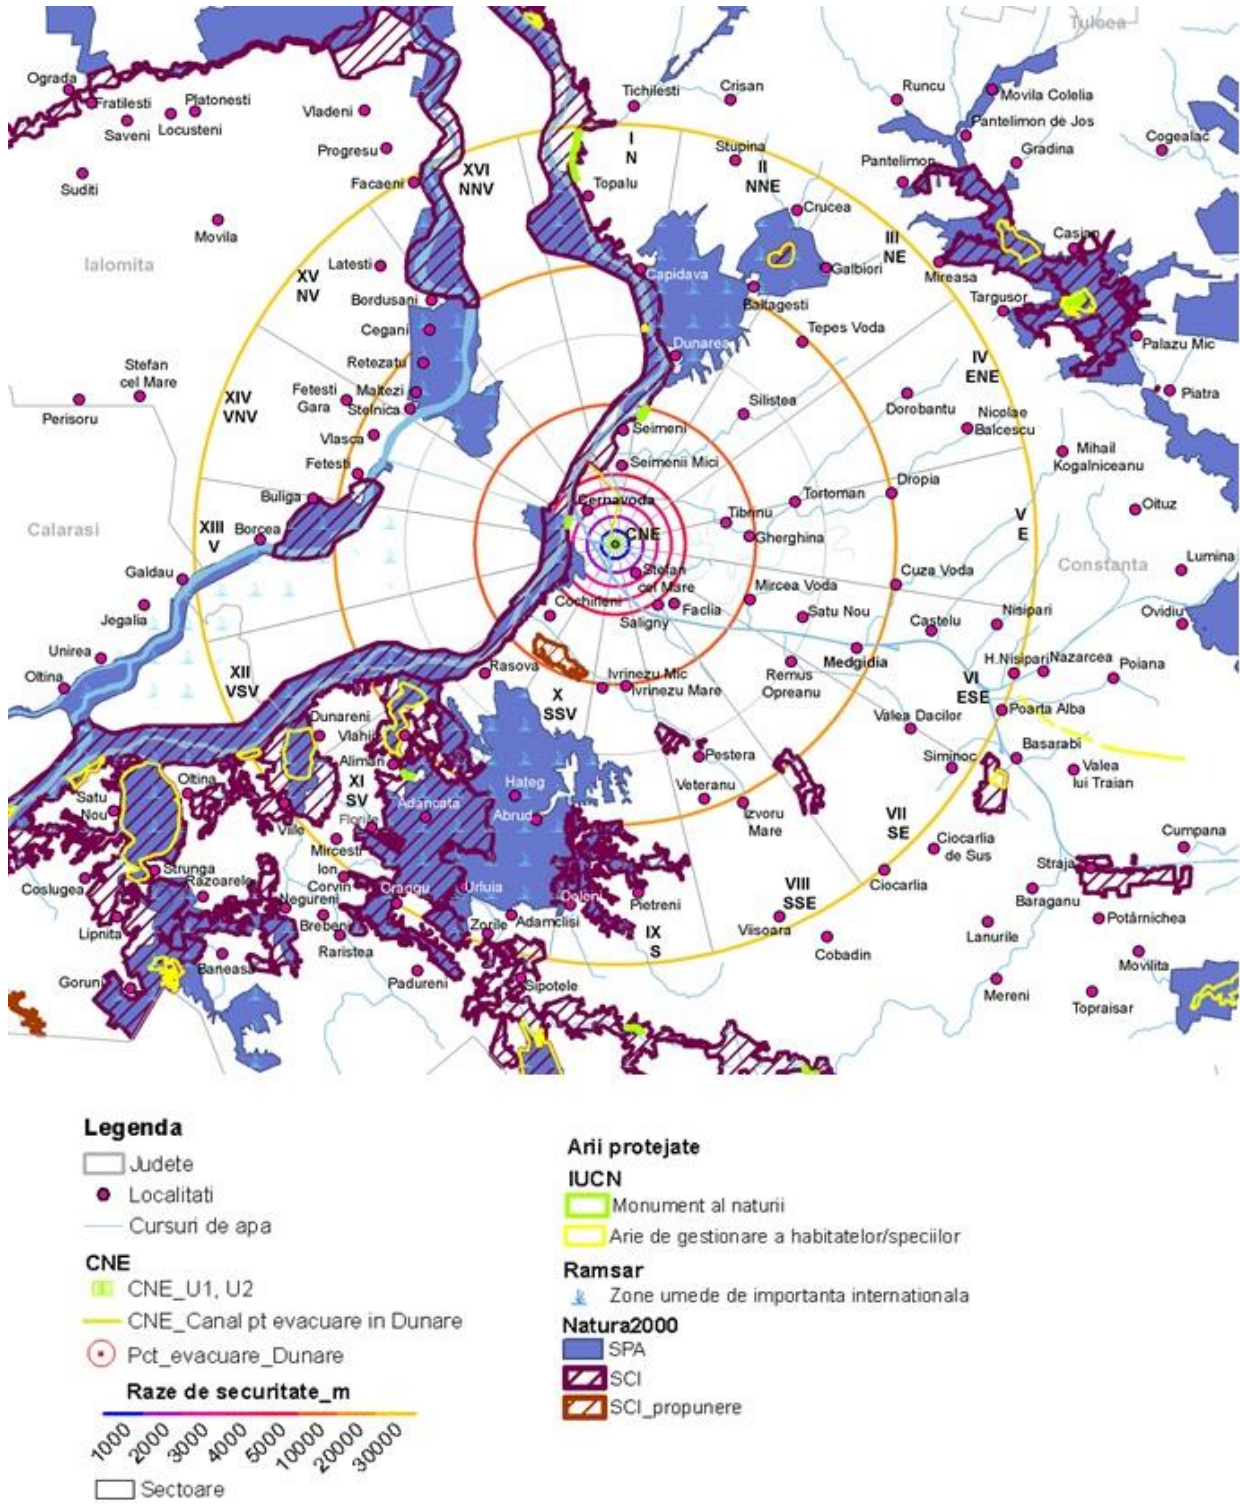 Tulcea
Ograda
Fratilesti
Platonesti
Saveni
Locusteni
Vladeni
Tichilesti
Crisan
Runcu
Movila Colelia
Pantelimon de Jos
Cogealac
Progresu
I
N
Stupina
II
NNE
Pantelimon
Gradina
Suditi
Facaeni
XVI
NNV
Topalu
Crucea
Movila
III
NE
Casian
Ialomita
Latesti
XV
NV
Capidava
Galbiori
Mireasa
Bordusani
Baltagesti
Targusor
Cegani
Tepes Voda
Dunarea
Palazu Mic
Retezatu
IV
ENE
Stefan
cel Mare
Fetesti
Gara
Maltezi
Stelnica
XIV
VNV
Silistea
Dorobantu
Nicolae
Balcescu
Piatra
Perisoru
Vlasca
Seimeni
Mihail
Kogalniceanu
Fetesti
Seimenii Mici
Dropia
Buliga
Cernavoda
Tortoman
Oituz
Calarasi
XIII
V
Borcea
Tibrinu
V
E
CNE
Gherghina
Constanta
Lumina
Galdau
Stefan
cel Mare
Cuza Voda
Mircea Voda
Jegalia
Cochirleni
Faclia
Saligny
Satu Nou
Castelu
Nisipari
Ovidiu
Unirea
Medgidia
H.Nisipari
Nazarcea
Poiana
Oltina
XII
VSV
Rasova
Ivrinezu Mic
Ivrinezu Mare
Remus
Opreanu
VI
ESE
X
SSV
Poarta Alba
Dunareni
Valea Dacilor
Vlahii
Pestera
Basarabi
Aliman
Siminoc
Valea
lui Traian
Oltina
XI
SV
Hateg
Veteranu
Satu
Nou
Adancata
Abrud
Izvoru
Mare
VII
SE
Viile
Florile
Mircesti
Ciocarlia
de Sus
Cumpana
Strunga
Ion
Corvin
Straja
Coslugea
Razoarele
Oraogu
Urluia
Ciocarlia
Negureni
Doleni
Pietreni
VIII
SSE
Baraganu
Lipnita
Brebeni
Zorile
Adamclisi
Viisoara
Potârnichea
Raristea
IX
S
Lanurile
Baneasa
Cobadin
Movilita
Goruni
Padureni
Sipotele
Mereni
Topraisar
Legenda
Judete
Localitati
Cursuri de apa
CNE
CNE_U1, U2
CNE_Canal pt evacuare in Dunare
Pct_evacuare_Dunare
Raze de securitate_m
1000 2000 3000 4000 5000 10000 20000 30000
Sectoare
Arii protejate
IUCN
Monument al naturii
Arie de gestionare a habitatelor/speciilor
Ramsar
Zone umede de importanta internationala
Natura2000
SPA
SCI
SCI_propunere